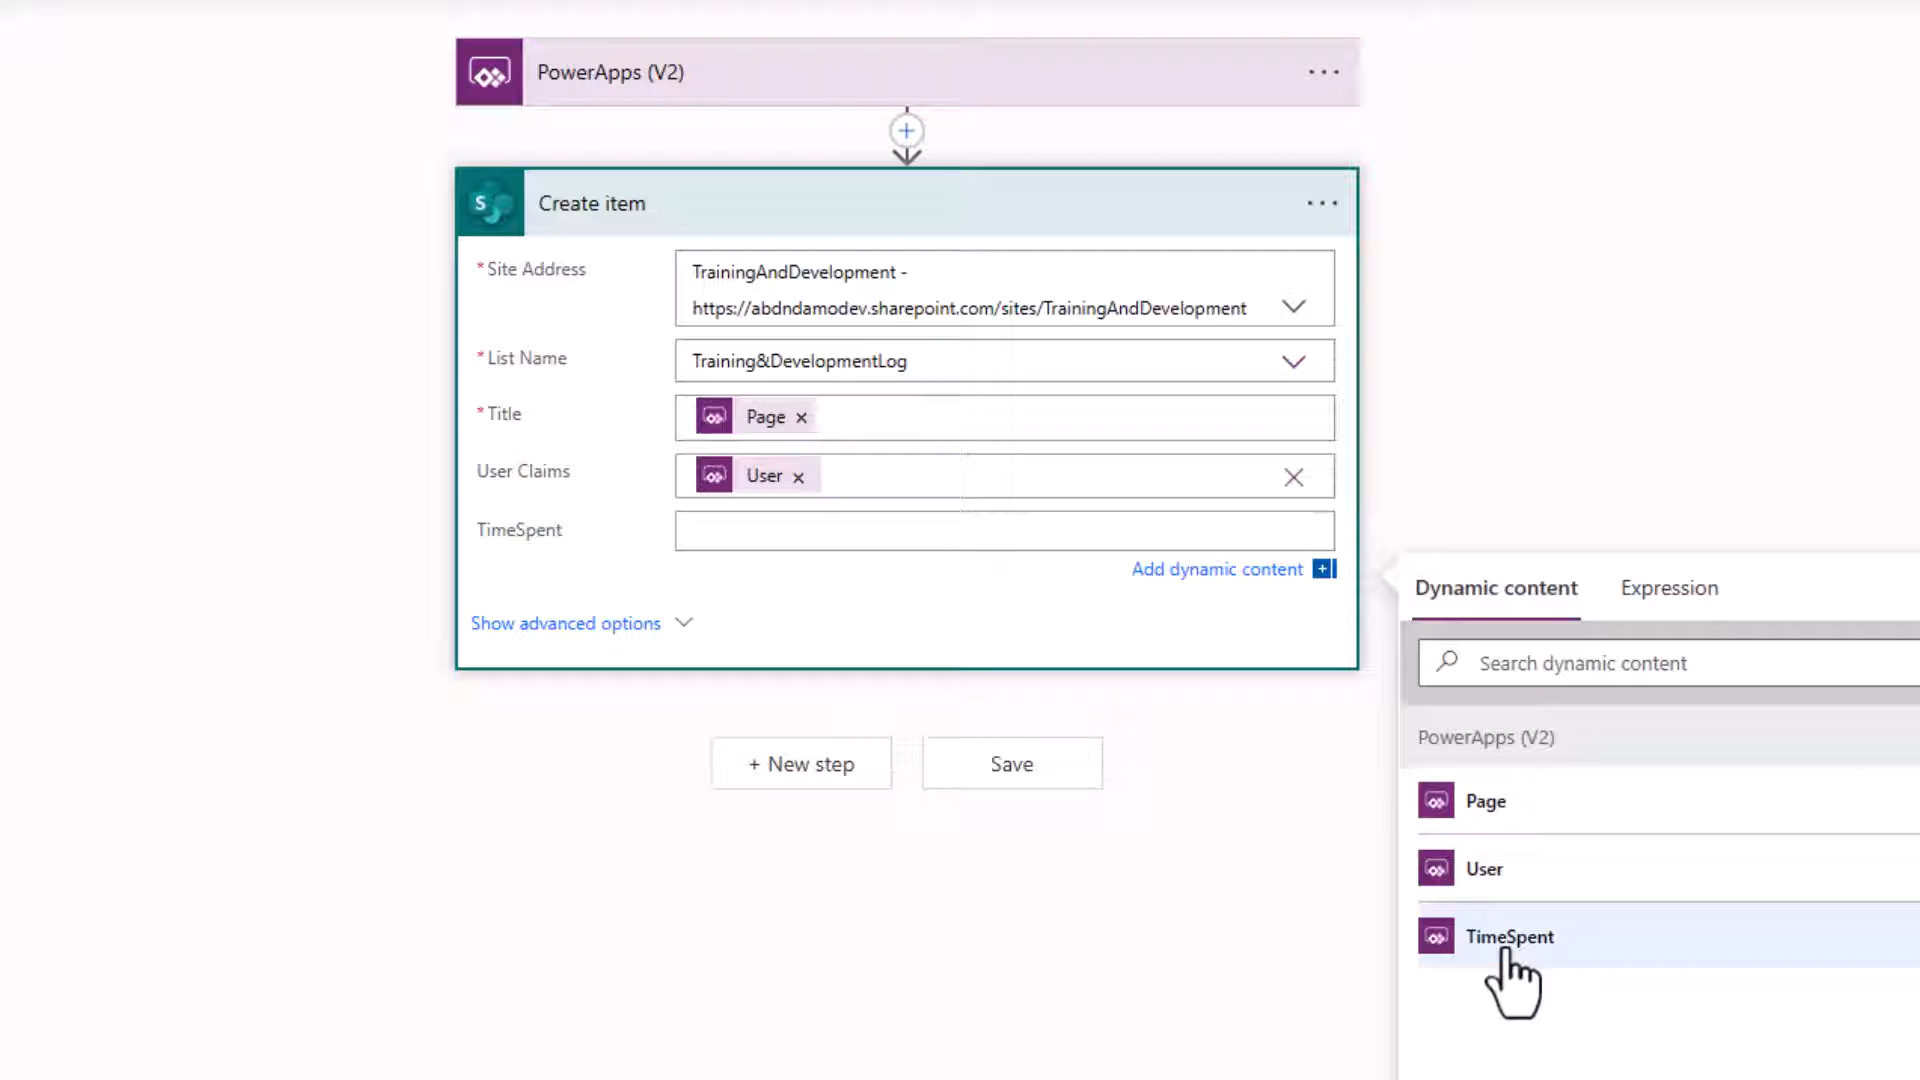 PowerApps (V2)
Create item
* Site Address
TrainingAndDevelopment -
https://abdndamodev.sharepoint.com/sites/TrainingAndDevelopment
* List Name
Training&DevelopmentLog
* Title
Page ×
User Claims
User ×
TimeSpent
Add dynamic content
Show advanced options
+ New step
Save
Dynamic content
Expression
Search dynamic content
PowerApps (V2)
Page
User
TimeSpent